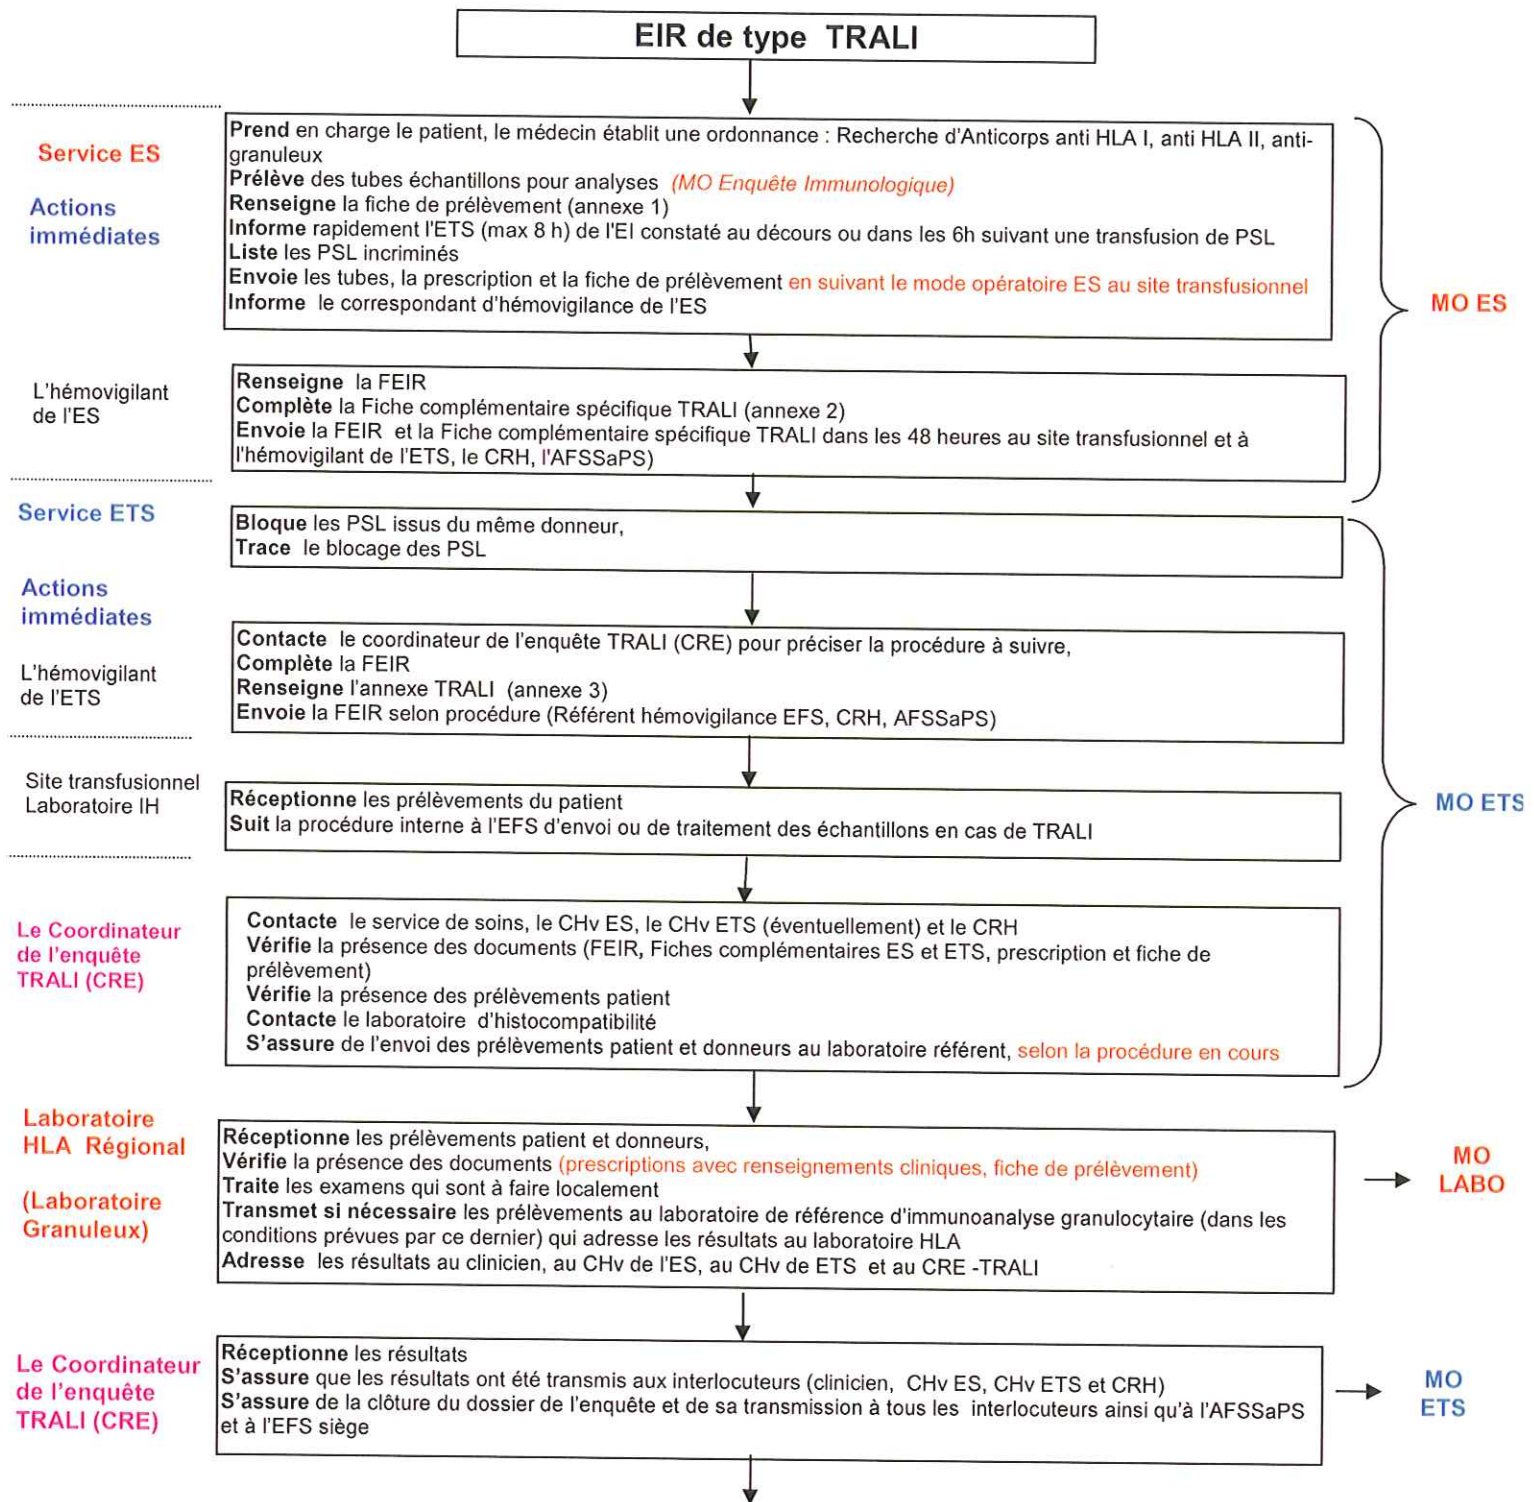 EIR de type TRALI
Service ES
Actions
immédiates
Prend en charge le patient, le médecin établit une ordonnance : Recherche d'Anticorps anti HLA I, anti HLA II, anti-
granuleux
Prélève des tubes échantillons pour analyses (MO Enquête Immunologique)
Renseigne la fiche de prélèvement (annexe 1)
Informe rapidement l'ETS (max 8 h) de l'EI constaté au décours ou dans les 6h suivant une transfusion de PSL
Liste les PSL incriminés
Envoie les tubes, la prescription et la fiche de prélèvement en suivant le mode opératoire ES au site transfusionnel
Informe le correspondant d'hémovigilance de l'ES
MO ES
L'hémovigilant
de l'ES
Renseigne la FEIR
Complète la Fiche complémentaire spécifique TRALI (annexe 2)
Envoie la FEIR et la Fiche complémentaire spécifique TRALI dans les 48 heures au site transfusionnel et à
l'hémovigilant de l'ETS, le CRH, l'AFSSaPS)
Service ETS
Actions
immédiates
Bloque les PSL issus du même donneur,
Trace le blocage des PSL
L'hémovigilant
de l'ETS
Contacte le coordinateur de l'enquête TRALI (CRE) pour préciser la procédure à suivre,
Complète la FEIR
Renseigne l'annexe TRALI (annexe 3)
Envoie la FEIR selon procédure (Référent hémovigilance EFS, CRH, AFSSaPS)
Site transfusionnel
Laboratoire IH
Réceptionne les prélèvements du patient
Suit la procédure interne à l'EFS d'envoi ou de traitement des échantillons en cas de TRALI
MO ETS
Le Coordinateur
de l'enquête
TRALI (CRE)
Contacte le service de soins, le CHv ES, le CHv ETS (éventuellement) et le CRH
Vérifie la présence des documents (FEIR, Fiches complémentaires ES et ETS, prescription et fiche de
prélèvement)
Vérifie la présence des prélèvements patient
Contacte le laboratoire d'histocompatibilité
S'assure de l'envoi des prélèvements patient et donneurs au laboratoire référent, selon la procédure en cours
Laboratoire
HLA Régional
(Laboratoire
Granuleux)
Réceptionne les prélèvements patient et donneurs,
Vérifie la présence des documents (prescriptions avec renseignements cliniques, fiche de prélèvement)
Traite les examens qui sont à faire localement
Transmet si nécessaire les prélèvements au laboratoire de référence d'immunoanalyse granulocytaire (dans les
conditions prévues par ce dernier) qui adresse les résultats au laboratoire HLA
Adresse les résultats au clinicien, au CHv de l'ES, au CHv de ETS et au CRE -TRALI
MO
LABO
Le Coordinateur
de l'enquête
TRALI (CRE)
Réceptionne les résultats
S'assure que les résultats ont été transmis aux interlocuteurs (clinicien, CHv ES, CHv ETS et CRH)
S'assure de la clôture du dossier de l'enquête et de sa transmission à tous les interlocuteurs ainsi qu'à l'AFSSaPS
et à l'EFS siège
MO
ETS